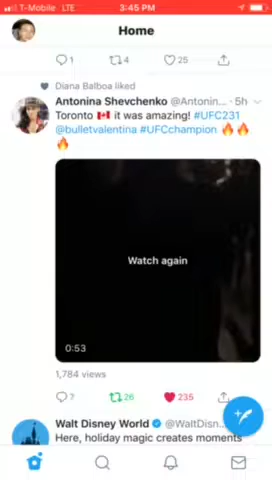 T-Mobile LTE 3:45 PM
Home
1 4 25
Diana Balboa liked
Antonina Shevchenko @Antonin... · 5h
Toronto 🇨🇦 it was amazing! #UFC231
@bulletvalentina #UFCchampion 🔥🔥
🔥
Watch again
0:53
1,784 views
7 26 235
Walt Disney World @WaltDisn...
Here, holiday magic creates moments